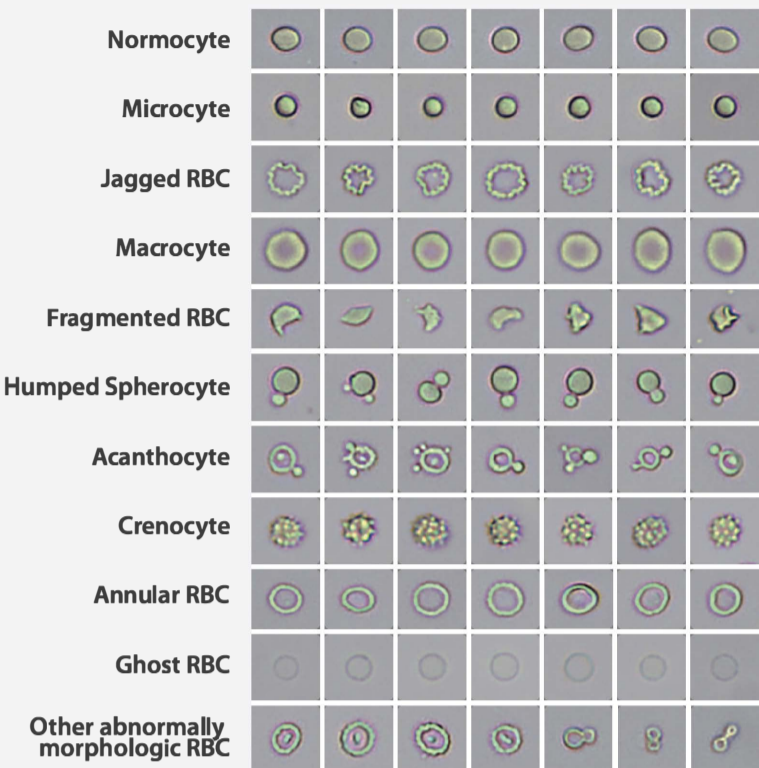 Normocyte
Microcyte
Jagged RBC
Macrocyte
Fragmented RBC
Humped Spherocyte
Acanthocyte
Crenocyte
Annular RBC
Ghost RBC
Other abnormally
morphologic RBC